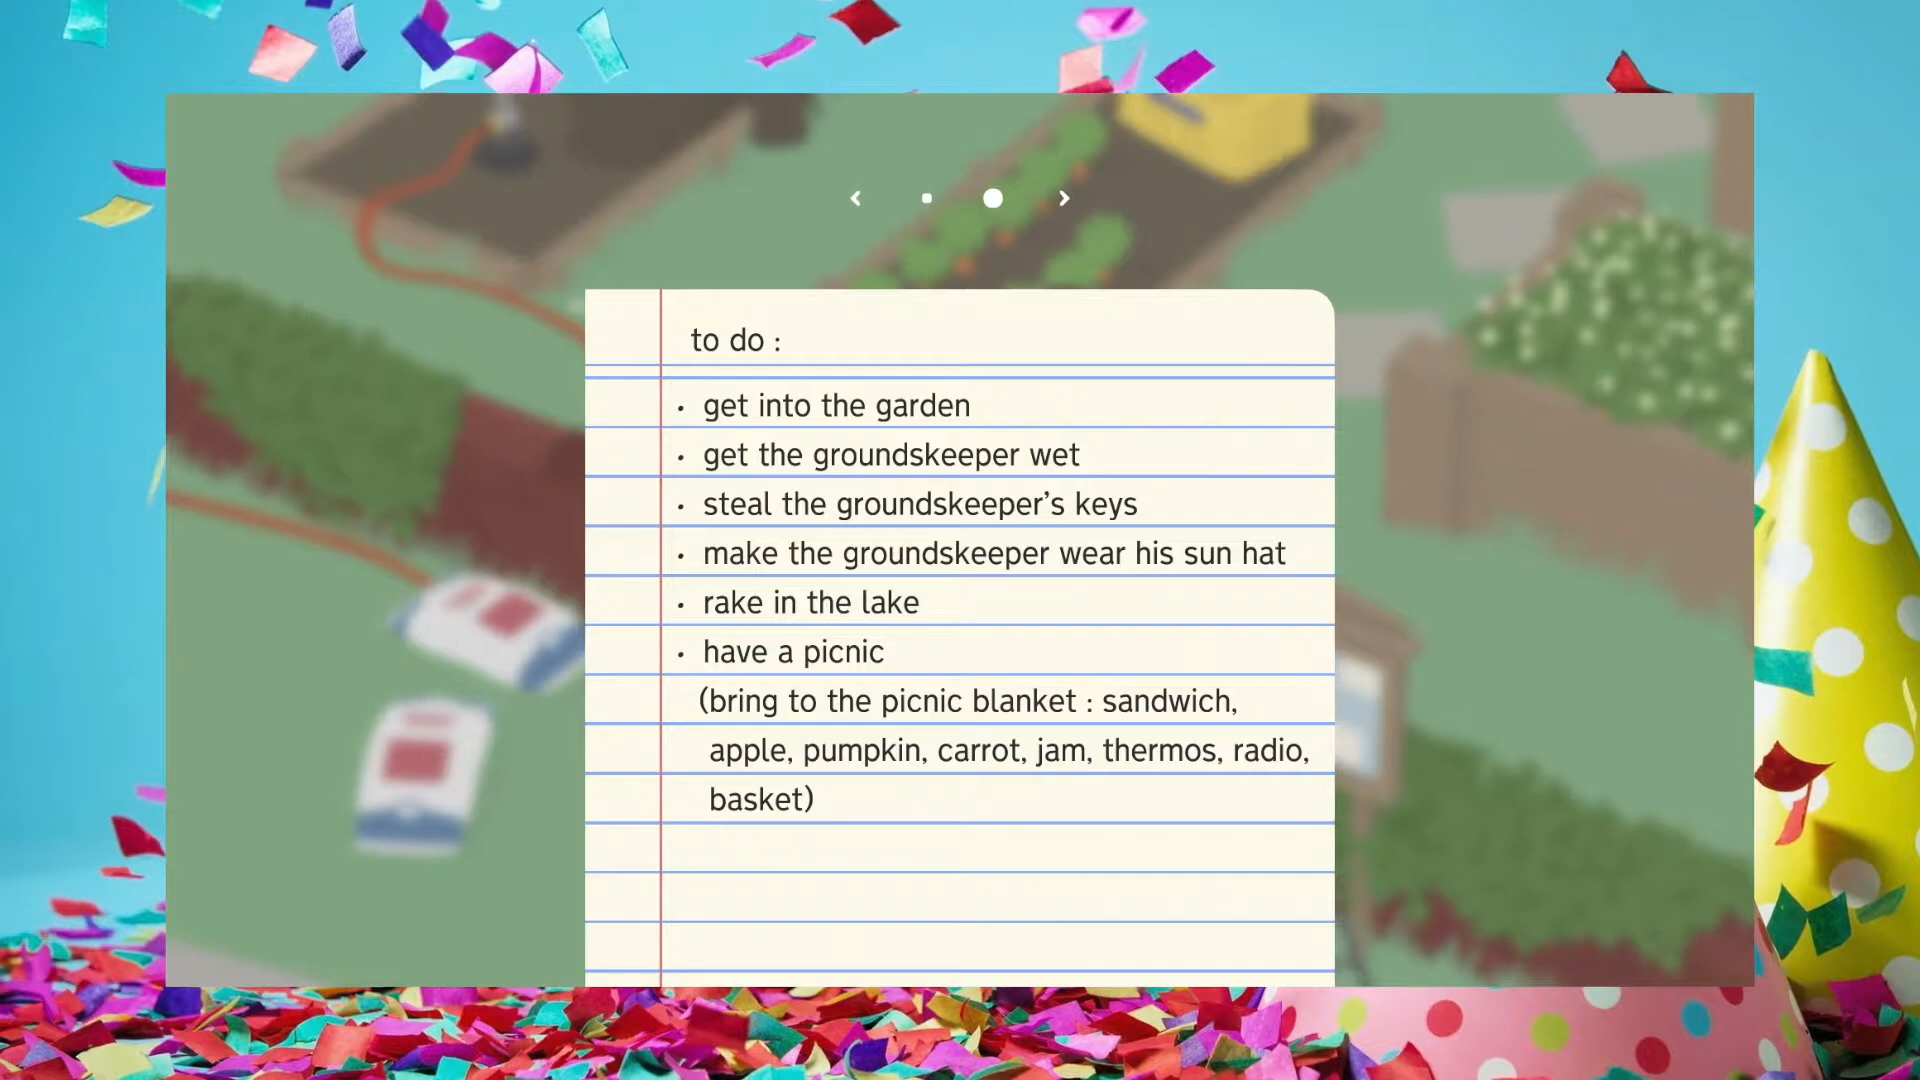 to do :
• get into the garden
• get the groundskeeper wet
• steal the groundskeeper’s keys
• make the groundskeeper wear his sun hat
• rake in the lake
• have a picnic
(bring to the picnic blanket : sandwich,
apple, pumpkin, carrot, jam, thermos, radio,
basket)